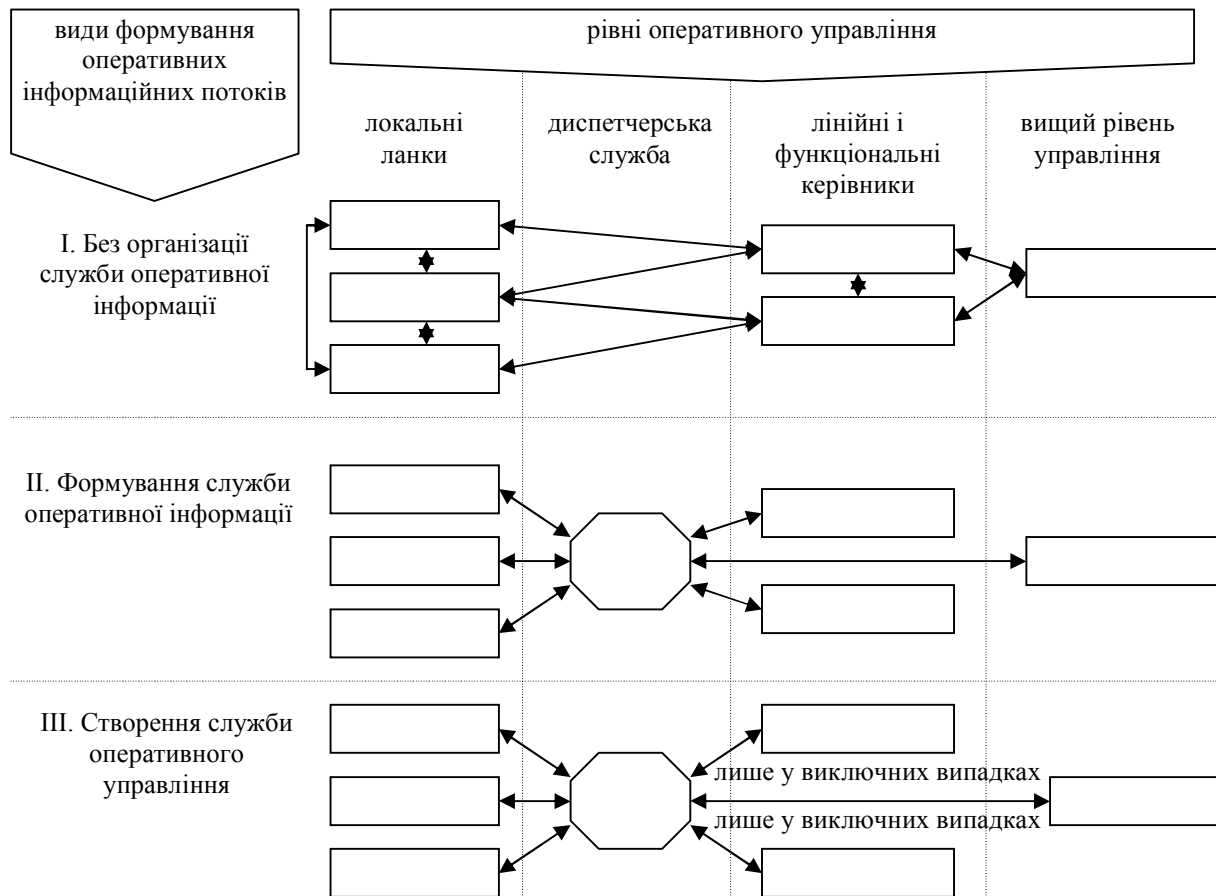 види формування
оперативних
інформаційних потоків
рівні оперативного управління
локальні
ланки
диспетчерська
служба
лінійні і
функціональні
керівники
вищий рівень
управління
I. Без організації
служби оперативної
інформації
II. Формування служби
оперативної інформації
III. Створення служби
оперативного
управління
лише у виключних випадках
лише у виключних випадках